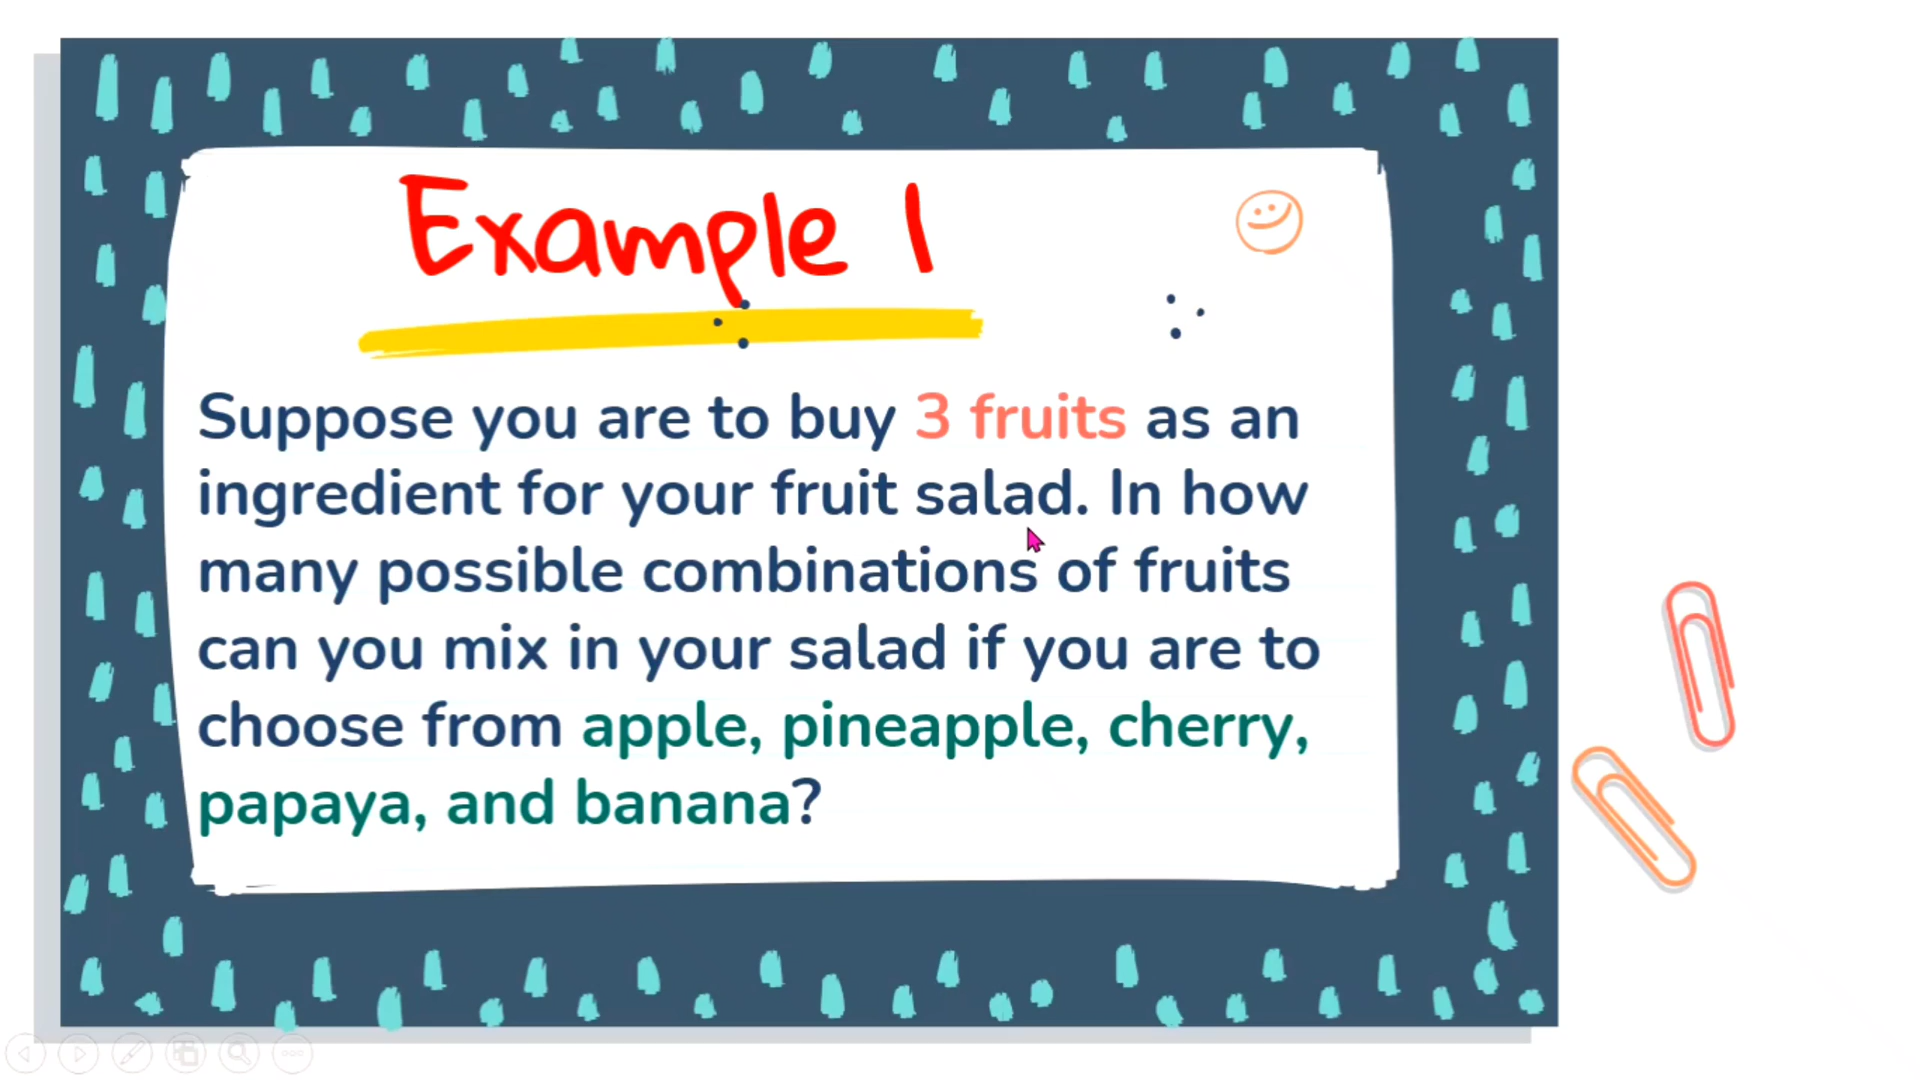 Example 1
Suppose you are to buy 3 fruits as an
ingredient for your fruit salad. In how
many possible combinations of fruits
can you mix in your salad if you are to
choose from apple, pineapple, cherry,
papaya, and banana?